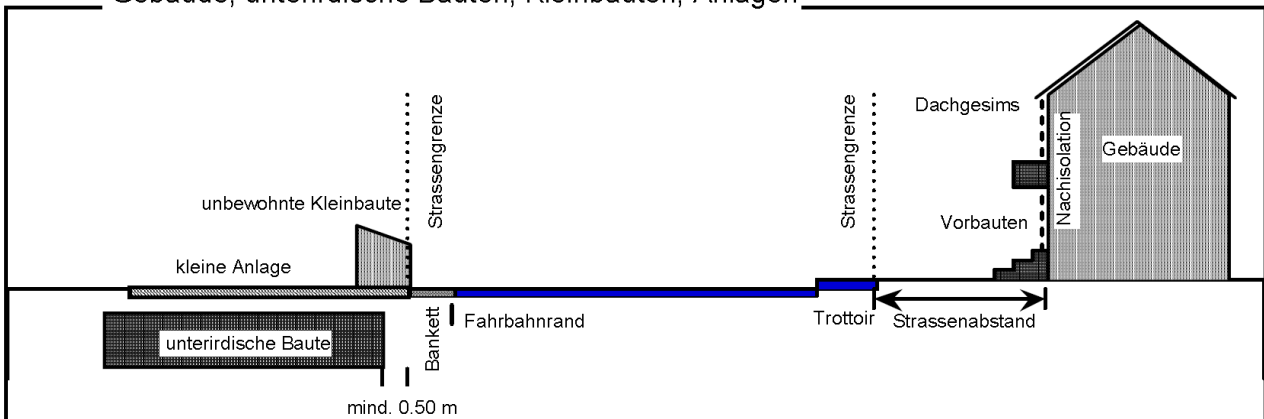 Gebäude, unterirdische Bauten, Kleinbauten, Anlagen
Dachgesims
Strassengrenze
Strassengrenze
Nachisolation
Gebäude
unbewohnte Kleinbaute
Vorbauten
kleine Anlage
Bankett
Fahrbahnrand
Trottoir
Strassenabstand
unterirdische Baute
mind. 0.50 m